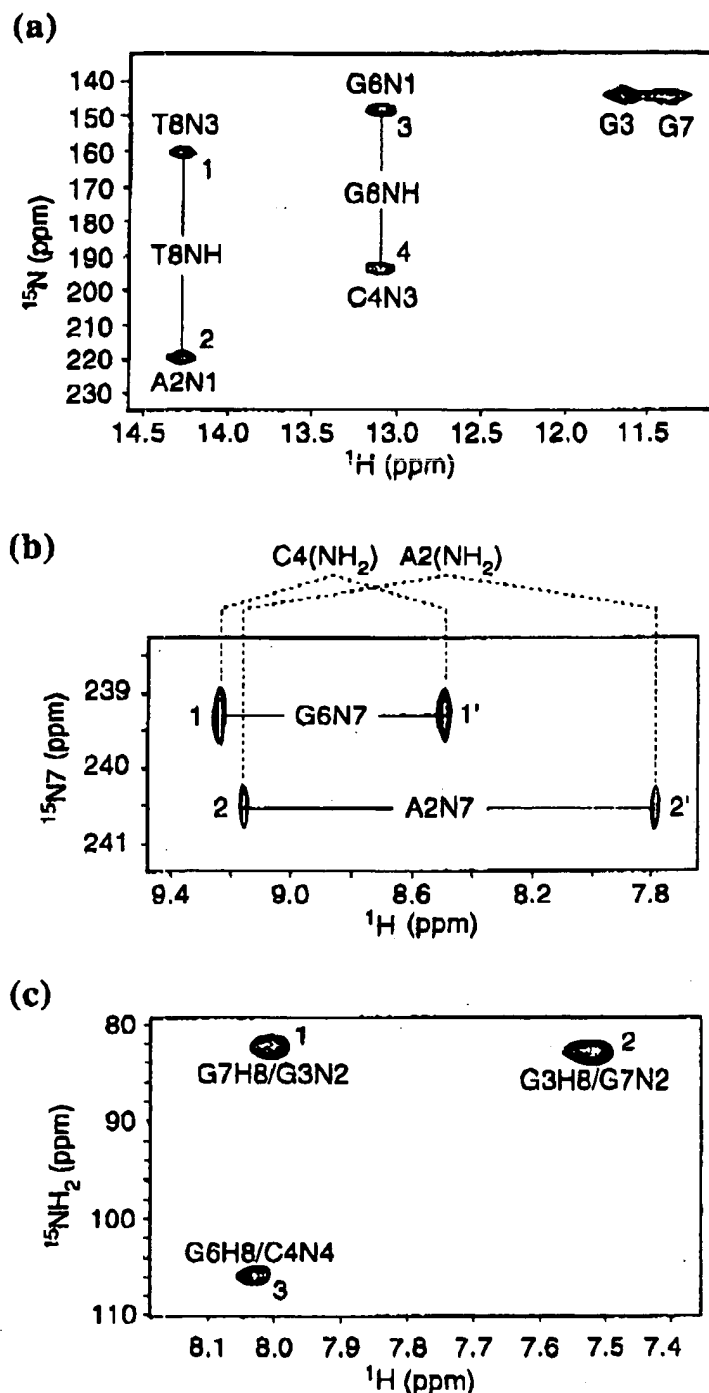 (a)
140
150
160
170
180
190
200
210
220
230
¹⁵N (ppm)
T8N3
1
T8NH
2
A2N1
G6N1
3
G6NH
4
C4N3
G3 G7
14.5 14.0 13.5 13.0 12.5 12.0 11.5
¹H (ppm)
(b)
C4(NH₂) A2(NH₂)
239
240
241
¹⁵N7 (ppm)
1 G6N7 1'
2 A2N7 2'
9.4 9.0 8.6 8.2 7.8
¹H (ppm)
(c)
80
90
100
110
¹⁵NH₂ (ppm)
1
G7H8/G3N2
2
G3H8/G7N2
G6H8/C4N4
3
8.1 8.0 7.9 7.8 7.7 7.6 7.5 7.4
¹H (ppm)